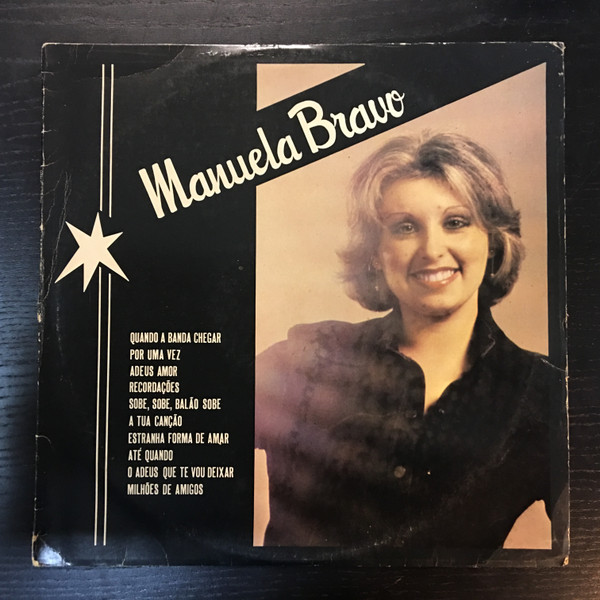 Manuela Bravo
QUANDO A BANDA CHEGAR
POR UMA VEZ
ADEUS AMOR
RECORDAÇÕES
SOBE, SOBE, BALÃO SOBE
A TUA CANÇÃO
ESTRANHA FORMA DE AMAR
ATÉ QUANDO
O ADEUS QUE TE VOU DEIXAR
MILHÕES DE AMIGOS